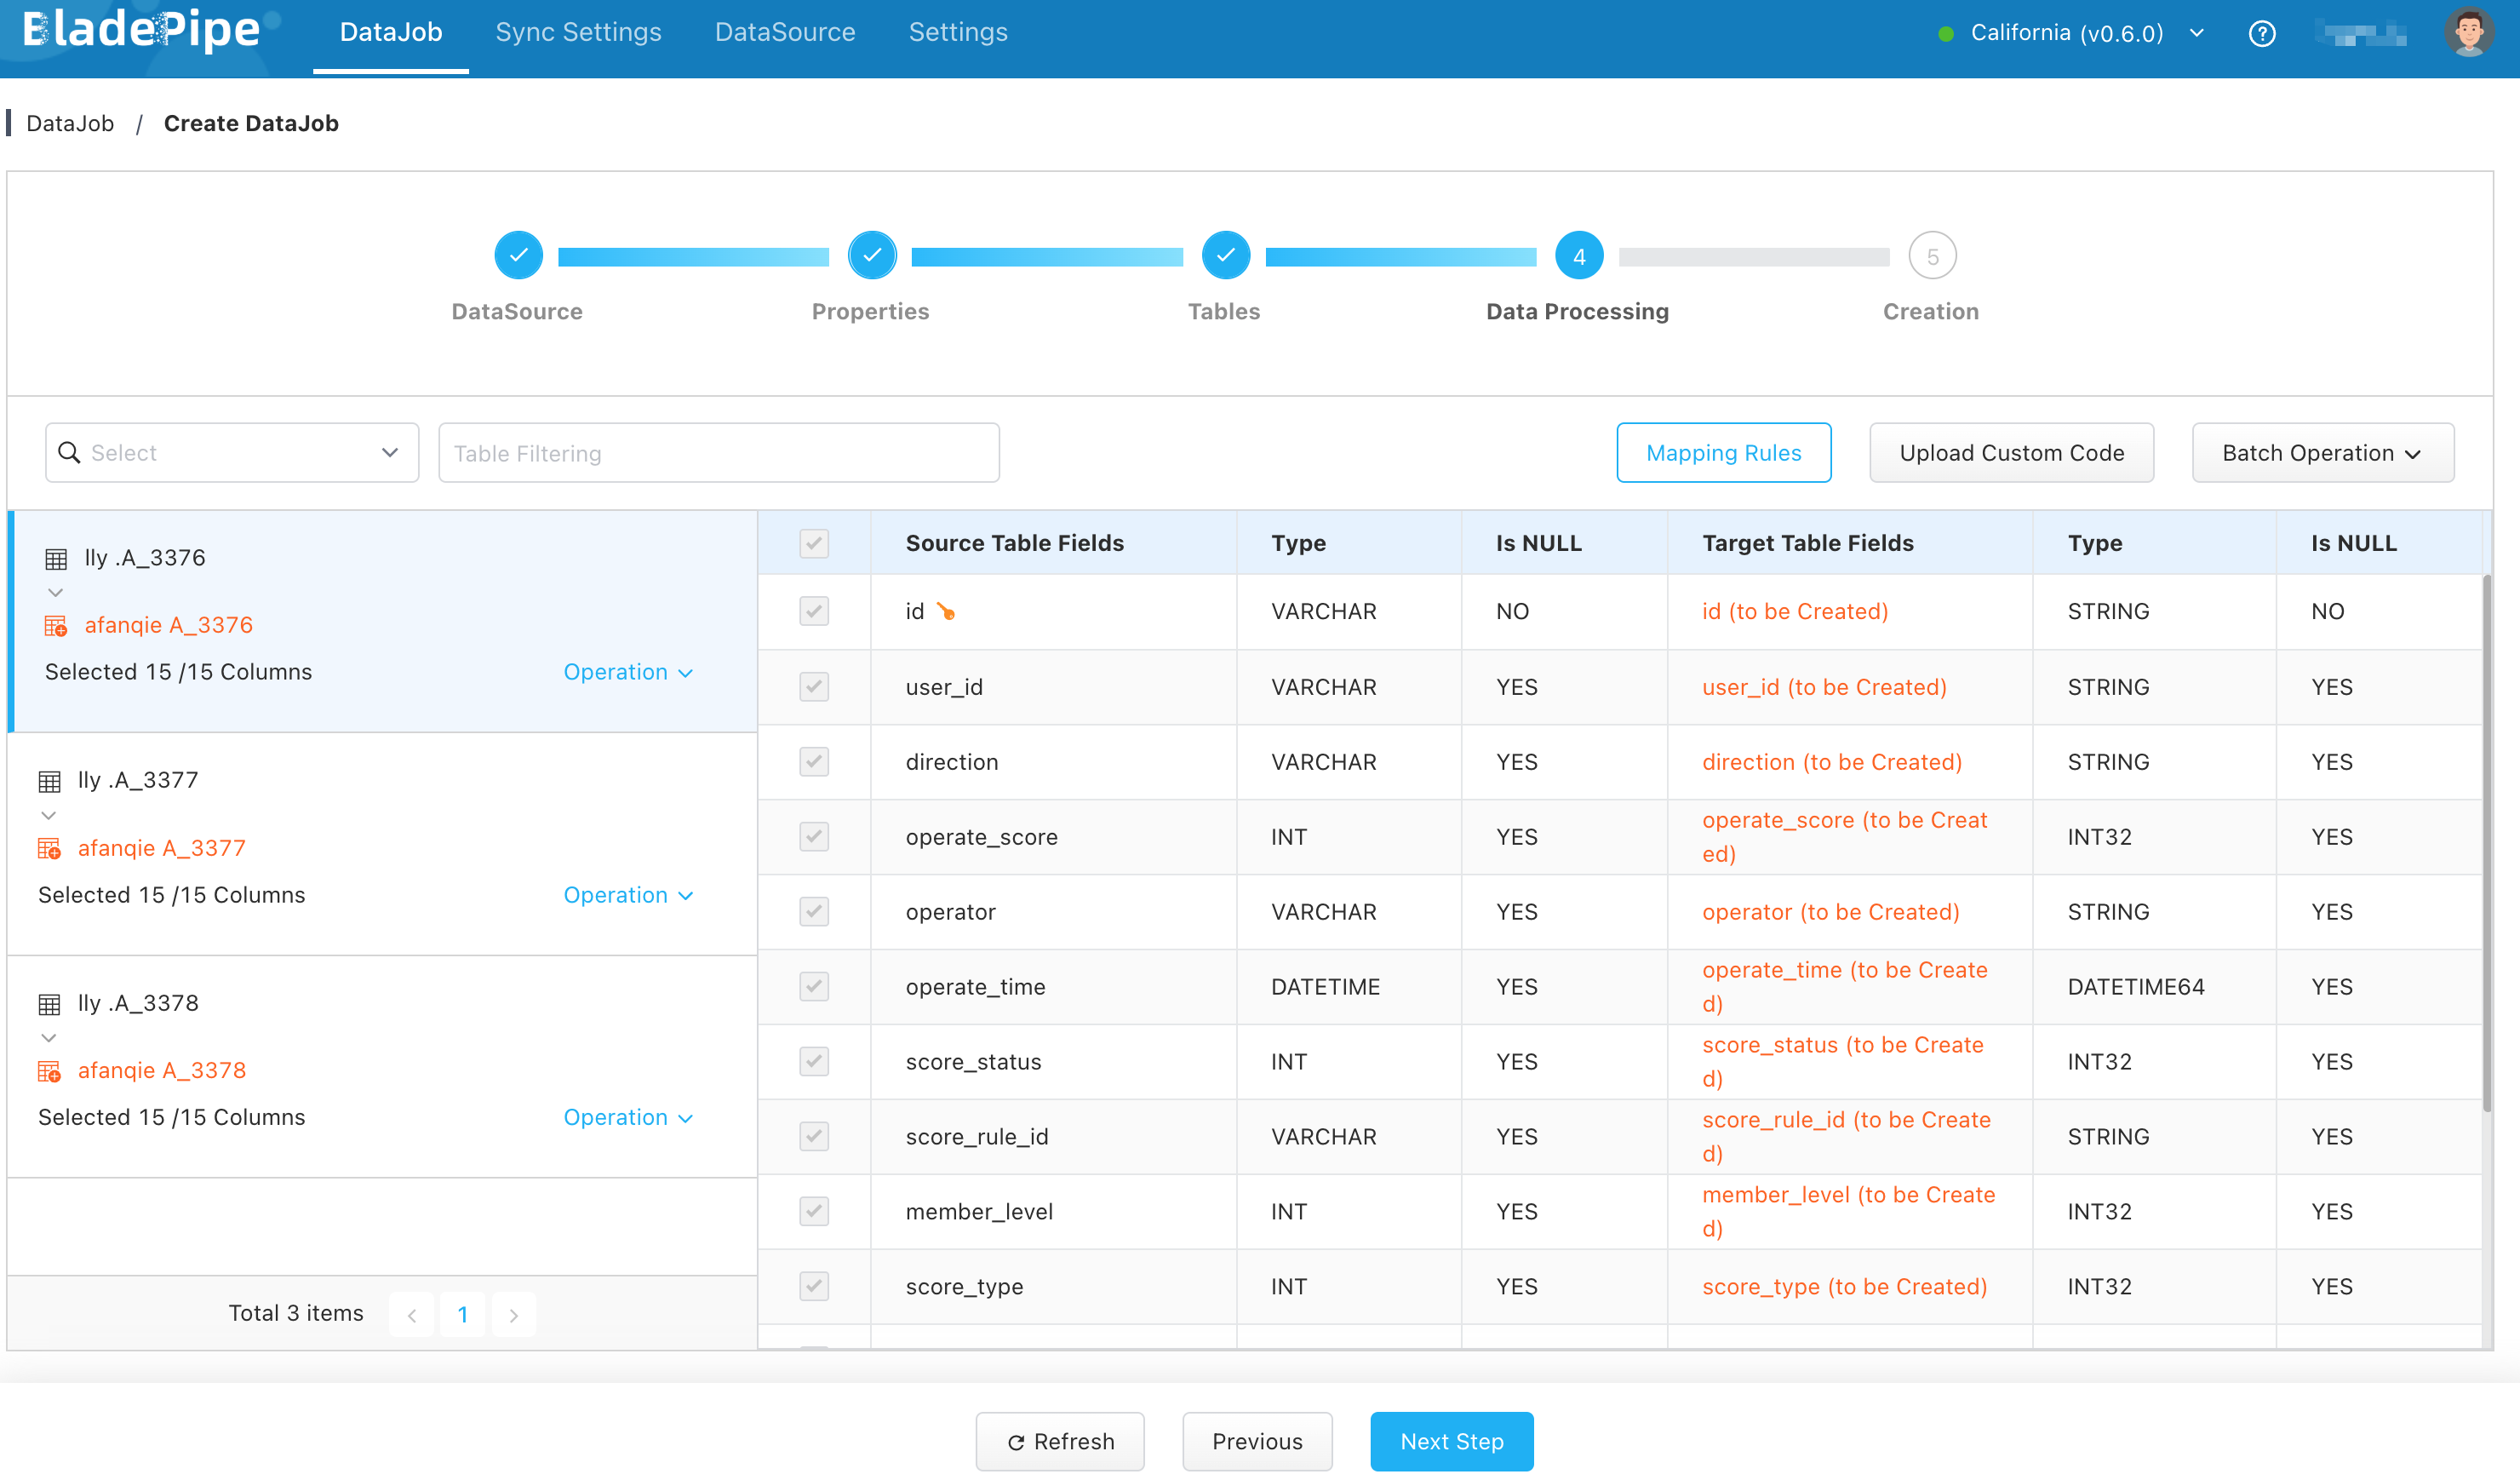 BladePipe DataJob Sync Settings DataSource Settings California (v0.6.0)
DataJob / Create DataJob
4 5
DataSource Properties Tables Data Processing Creation
Select Table Filtering Mapping Rules Upload Custom Code Batch Operation
lly .A_3376
afanqie A_3376
Selected 15 /15 Columns Operation
lly .A_3377
afanqie A_3377
Selected 15 /15 Columns Operation
lly .A_3378
afanqie A_3378
Selected 15 /15 Columns Operation
Total 3 items 1
Source Table Fields Type Is NULL Target Table Fields Type Is NULL
id VARCHAR NO id (to be Created) STRING NO
user_id VARCHAR YES user_id (to be Created) STRING YES
direction VARCHAR YES direction (to be Created) STRING YES
operate_score INT YES operate_score (to be Creat
ed) INT32 YES
operator VARCHAR YES operator (to be Created) STRING YES
operate_time DATETIME YES operate_time (to be Create
d) DATETIME64 YES
score_status INT YES score_status (to be Create
d) INT32 YES
score_rule_id VARCHAR YES score_rule_id (to be Create
d) STRING YES
member_level INT YES member_level (to be Create
d) INT32 YES
score_type INT YES score_type (to be Created) INT32 YES
Refresh Previous Next Step